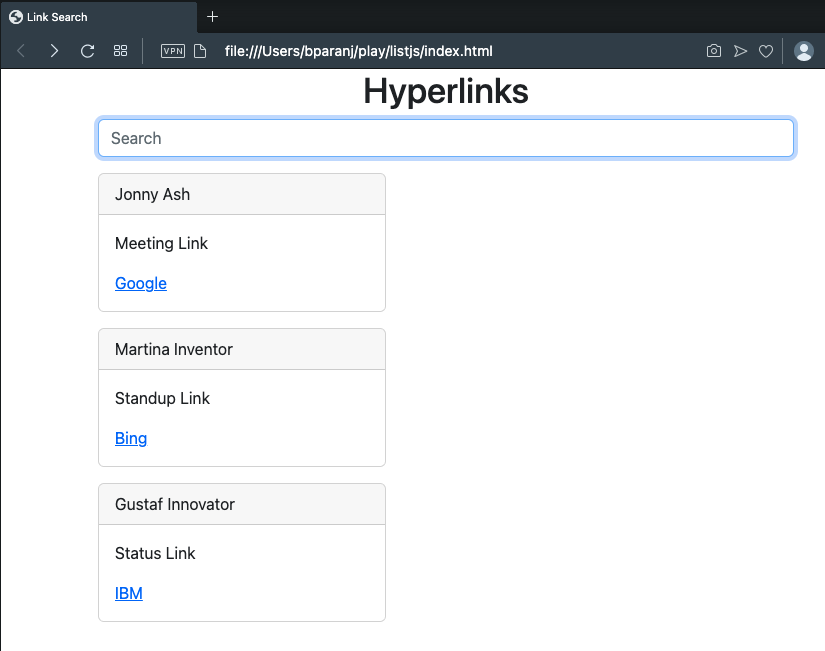 Link Search
VPN file:///Users/bparanj/play/listjs/index.html
Hyperlinks
Search
Jonny Ash
Meeting Link
Google
Martina Inventor
Standup Link
Bing
Gustaf Innovator
Status Link
IBM